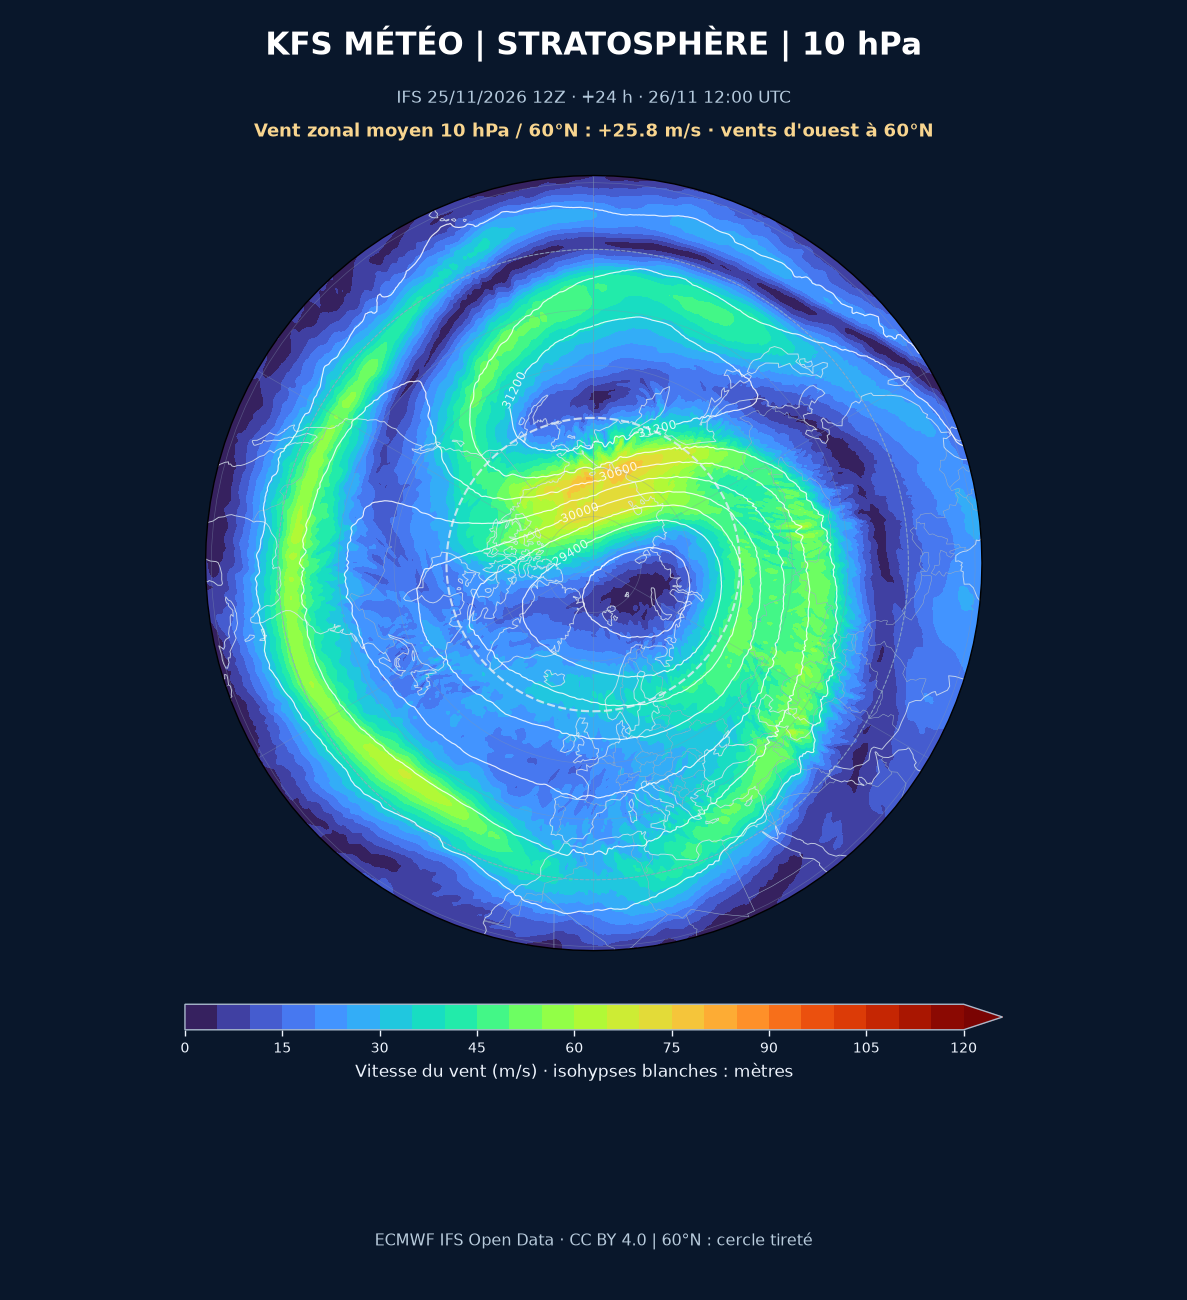 KFS MÉTÉO | STRATOSPHÈRE | 10 hPa
IFS 25/11/2026 12Z · +24 h · 26/11 12:00 UTC
Vent zonal moyen 10 hPa / 60°N : +25.8 m/s · vents d'ouest à 60°N
31200
31200
30600
30000
29400
0 15 30 45 60 75 90 105 120
Vitesse du vent (m/s) · isohypses blanches : mètres
ECMWF IFS Open Data · CC BY 4.0 | 60°N : cercle tireté